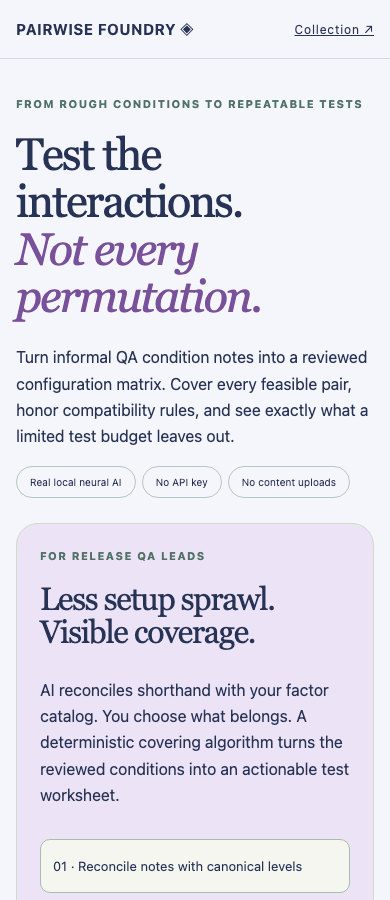 PAIRWISE FOUNDRY ◈
Collection ↗
FROM ROUGH CONDITIONS TO REPEATABLE TESTS
Test the
interactions.
Not every
permutation.
Turn informal QA condition notes into a reviewed
configuration matrix. Cover every feasible pair,
honor compatibility rules, and see exactly what a
limited test budget leaves out.
Real local neural AI
No API key
No content uploads
FOR RELEASE QA LEADS
Less setup sprawl.
Visible coverage.
AI reconciles shorthand with your factor
catalog. You choose what belongs. A
deterministic covering algorithm turns the
reviewed conditions into an actionable test
worksheet.
01 · Reconcile notes with canonical levels